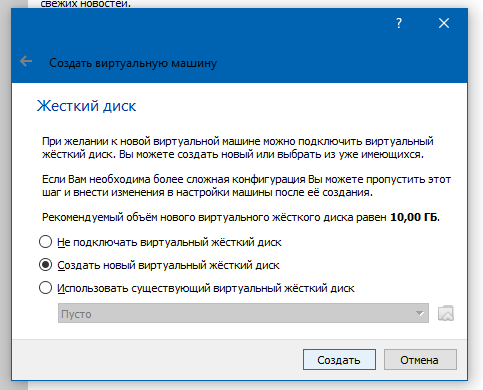 свежих новостей.
?
Создать виртуальную машину
Жесткий диск
При желании к новой виртуальной машине можно подключить виртуальный
жёсткий диск. Вы можете создать новый или выбрать из уже имеющихся.
Если Вам необходима более сложная конфигурация Вы можете пропустить этот
шаг и внести изменения в настройки машины после её создания.
Рекомендуемый объём нового виртуального жёсткого диска равен 10,00 ГБ.
Не подключать виртуальный жёсткий диск
Создать новый виртуальный жёсткий диск
Использовать существующий виртуальный жёсткий диск
Пусто
Создать
Отмена